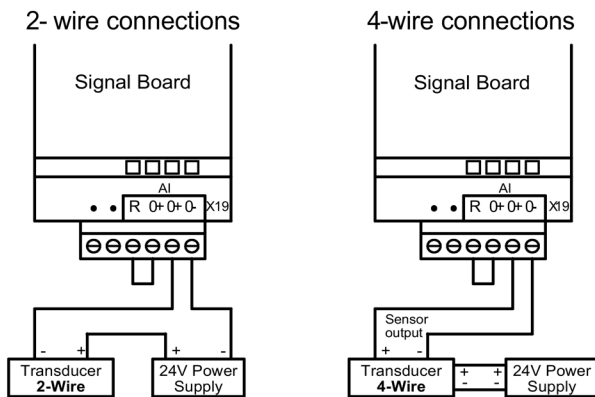 2- wire connections
Signal Board
AI
• • R 0+ 0+ 0- X19
- + + -
Transducer
2-Wire
24V Power
Supply
4-wire connections
Signal Board
AI
• • R 0+ 0+ 0- X19
Sensor
output
+ -
Transducer
4-Wire
+ +
- -
24V Power
Supply